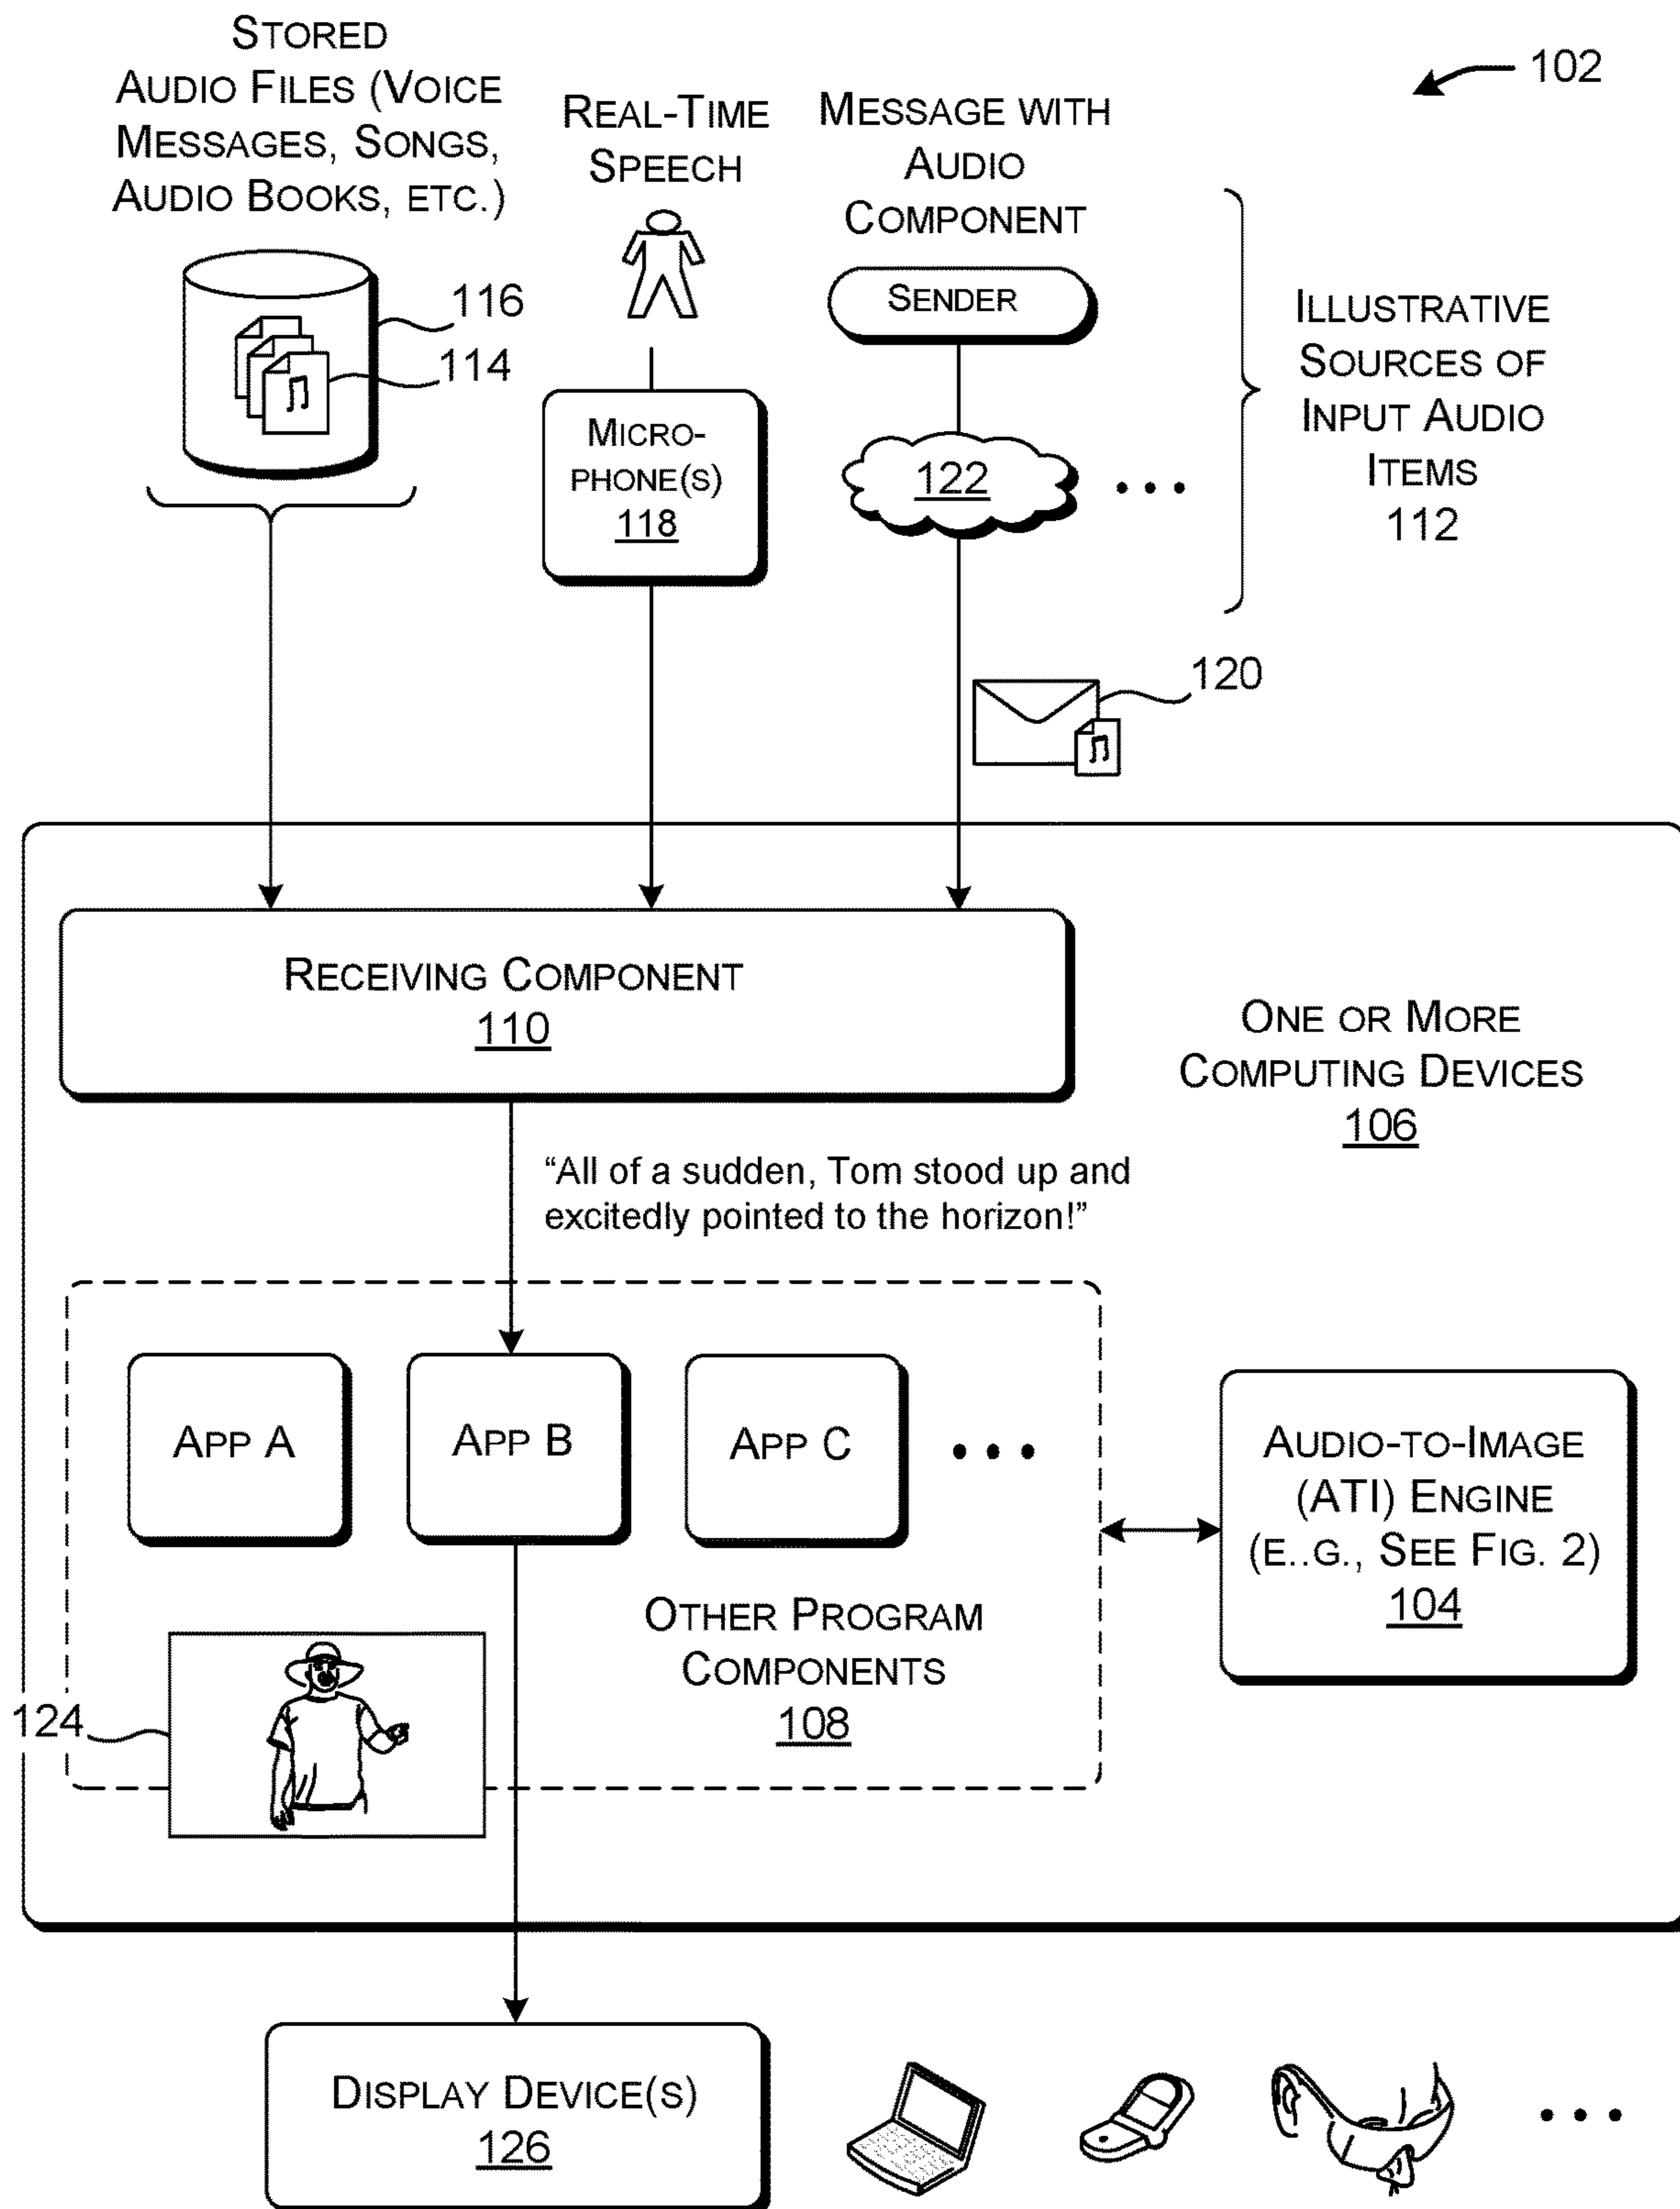 STORED
AUDIO FILES (VOICE
MESSAGES, SONGS,
AUDIO BOOKS, ETC.)
REAL-TIME
SPEECH
MESSAGE WITH
AUDIO
COMPONENT
102
SENDER
116
114
MICRO-
PHONE(S)
118
122
• • •
ILLUSTRATIVE
SOURCES OF
INPUT AUDIO
ITEMS
112
120
RECEIVING COMPONENT
110
ONE OR MORE
COMPUTING DEVICES
106
“All of a sudden, Tom stood up and
excitedly pointed to the horizon!”
APP A
APP B
APP C
• • •
AUDIO-TO-IMAGE
(ATI) ENGINE
(E..G., SEE FIG. 2)
104
OTHER PROGRAM
COMPONENTS
108
124
DISPLAY DEVICE(S)
126
• • •